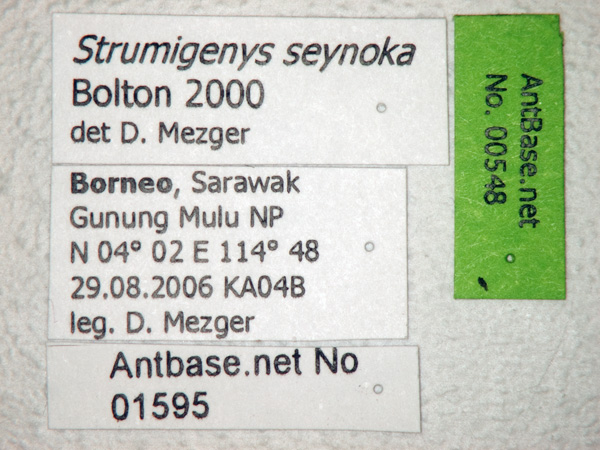 Strumigenys seynoka
Bolton 2000
det D. Mezger
Borneo, Sarawak
Gunung Mulu NP
N 04° 02 E 114° 48
29.08.2006 KA04B
leg. D. Mezger
Antbase.net No
01595
AntBase.net
No. 00548